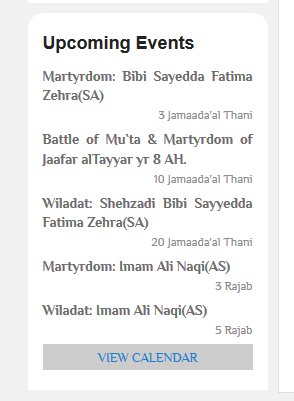 Upcoming Events
Martyrdom: Bibi Sayedda Fatima
Zehra(SA)
3 Jamaada'al Thani
Battle of Mu`ta & Martyrdom of
Jaafar alTayyar yr 8 AH.
10 Jamaada'al Thani
Wiladat: Shehzadi Bibi Sayyedda
Fatima Zehra(SA)
20 Jamaada'al Thani
Martyrdom: Imam Ali Naqi(AS)
3 Rajab
Wiladat: Imam Ali Naqi(AS)
5 Rajab
VIEW CALENDAR